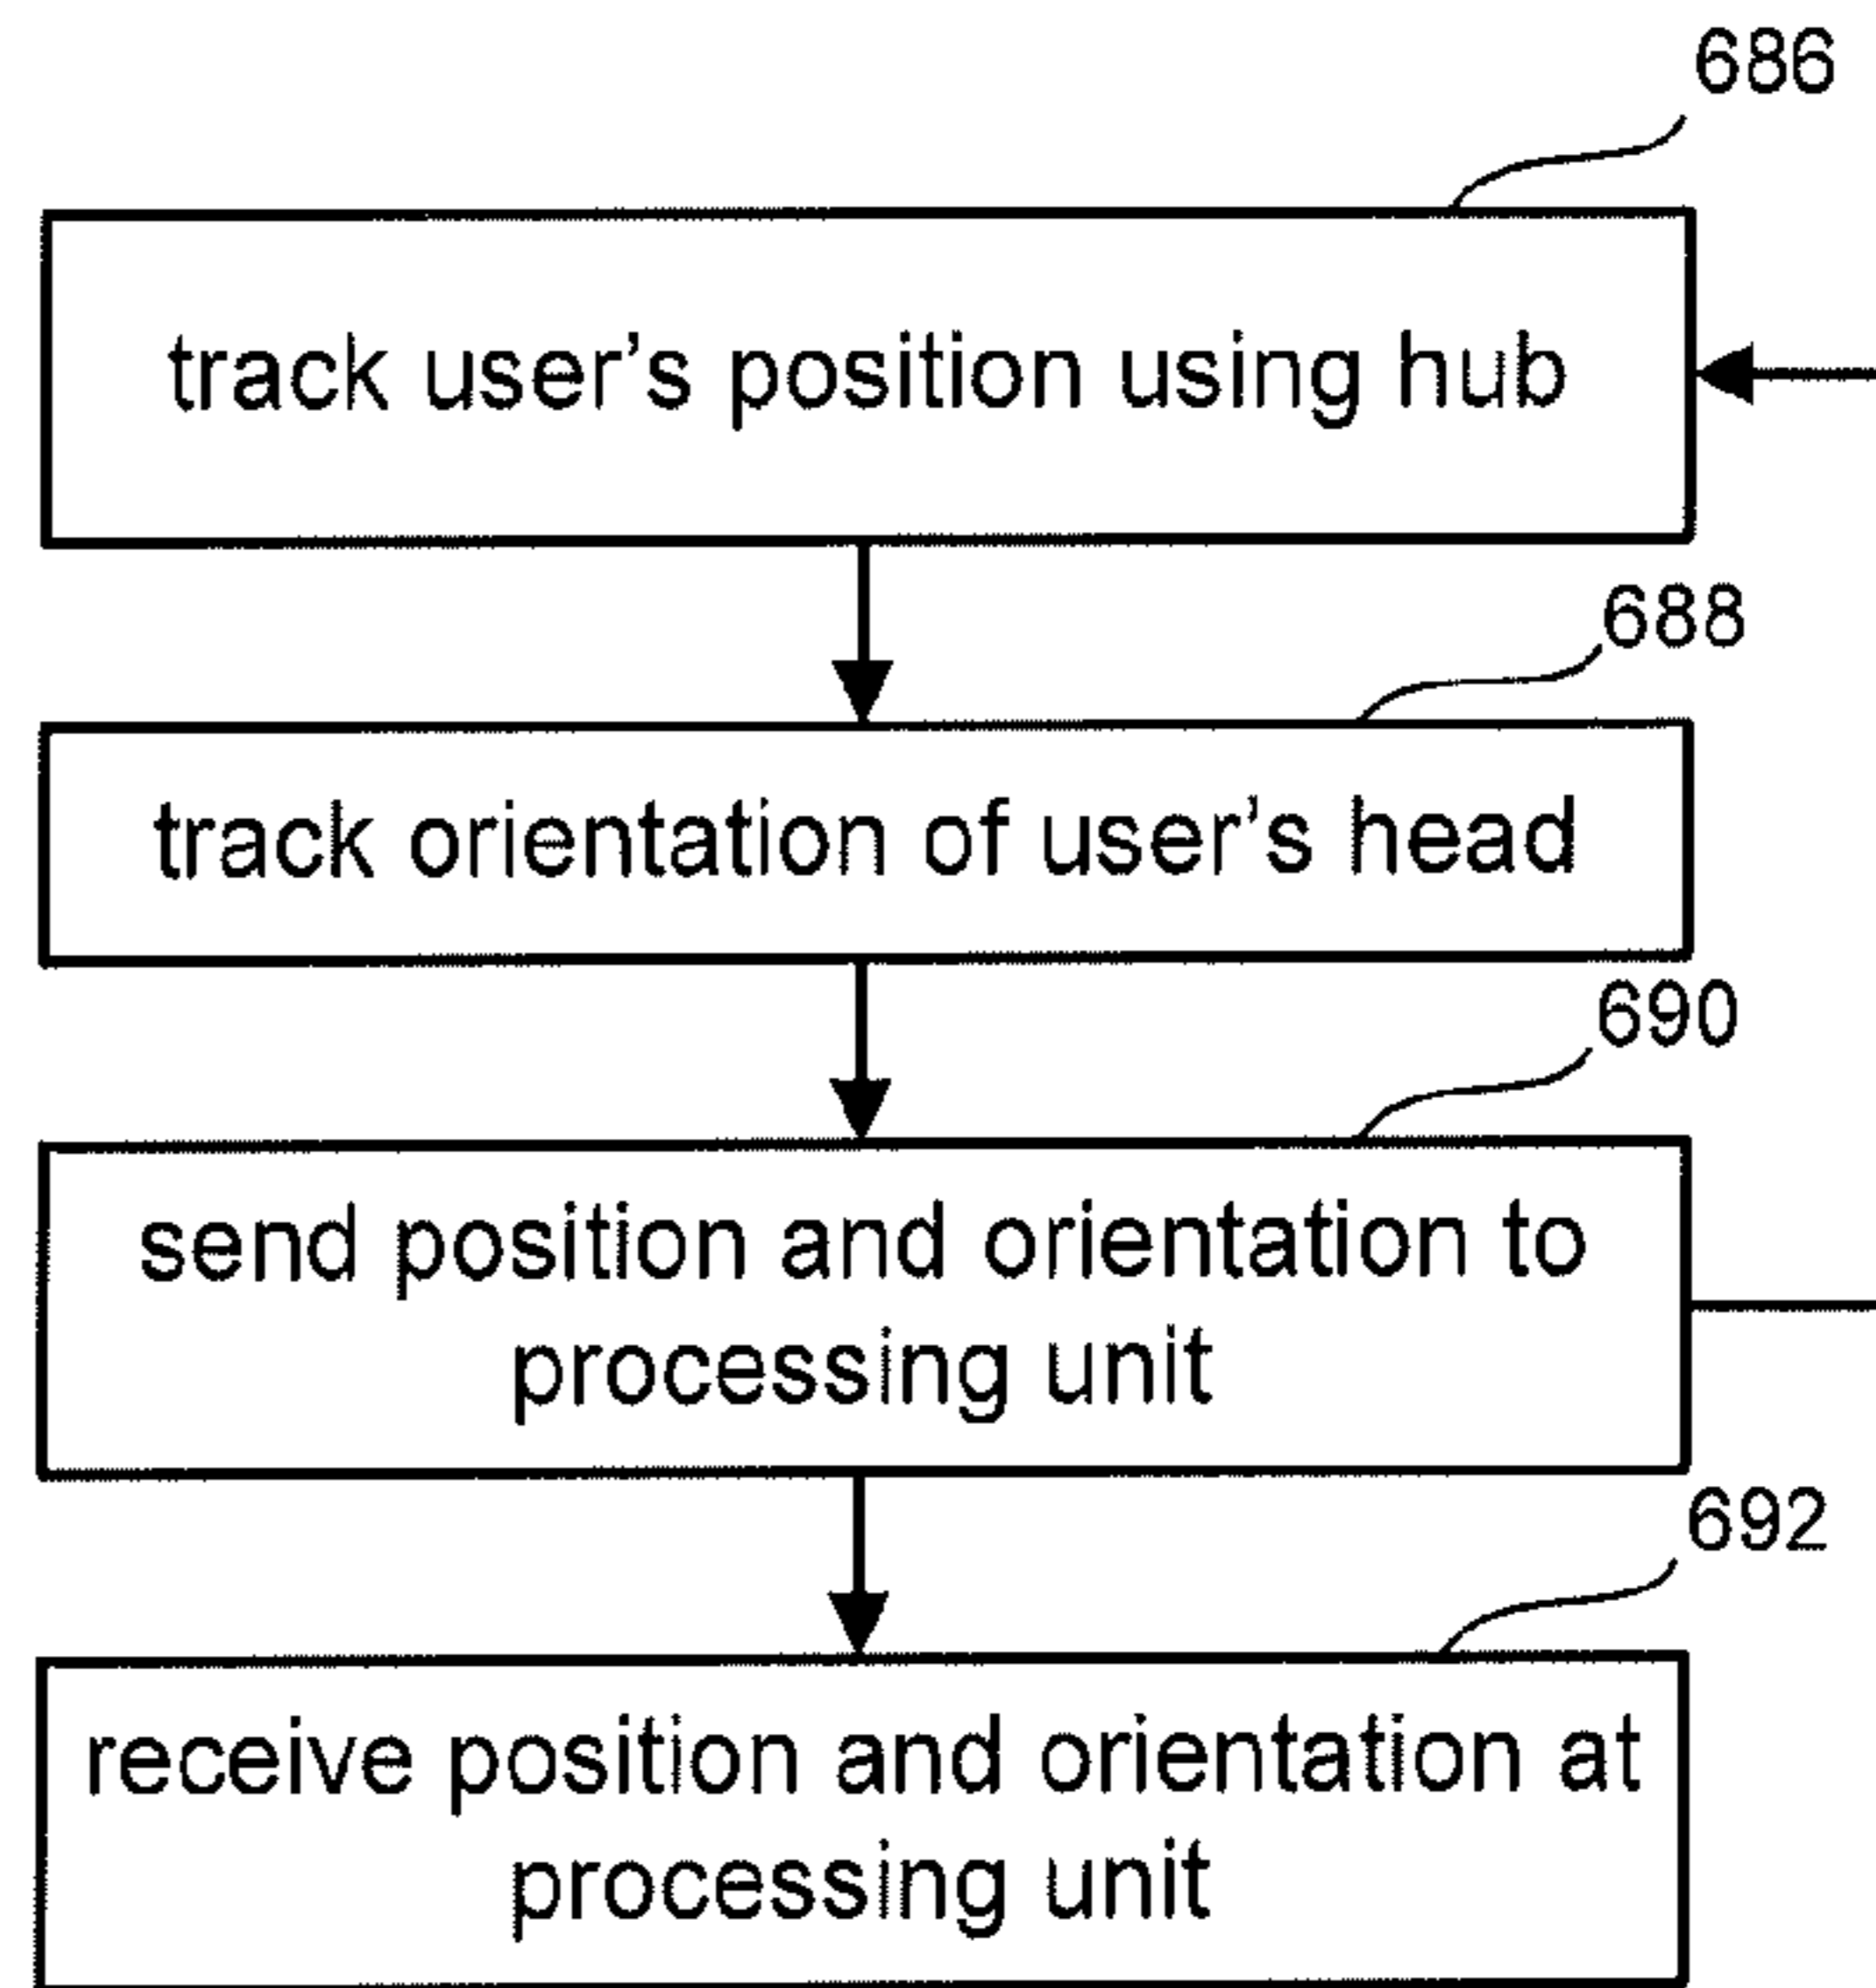 686
track user's position using hub
688
track orientation of user's head
690
send position and orientation to
processing unit
692
receive position and orientation at
processing unit